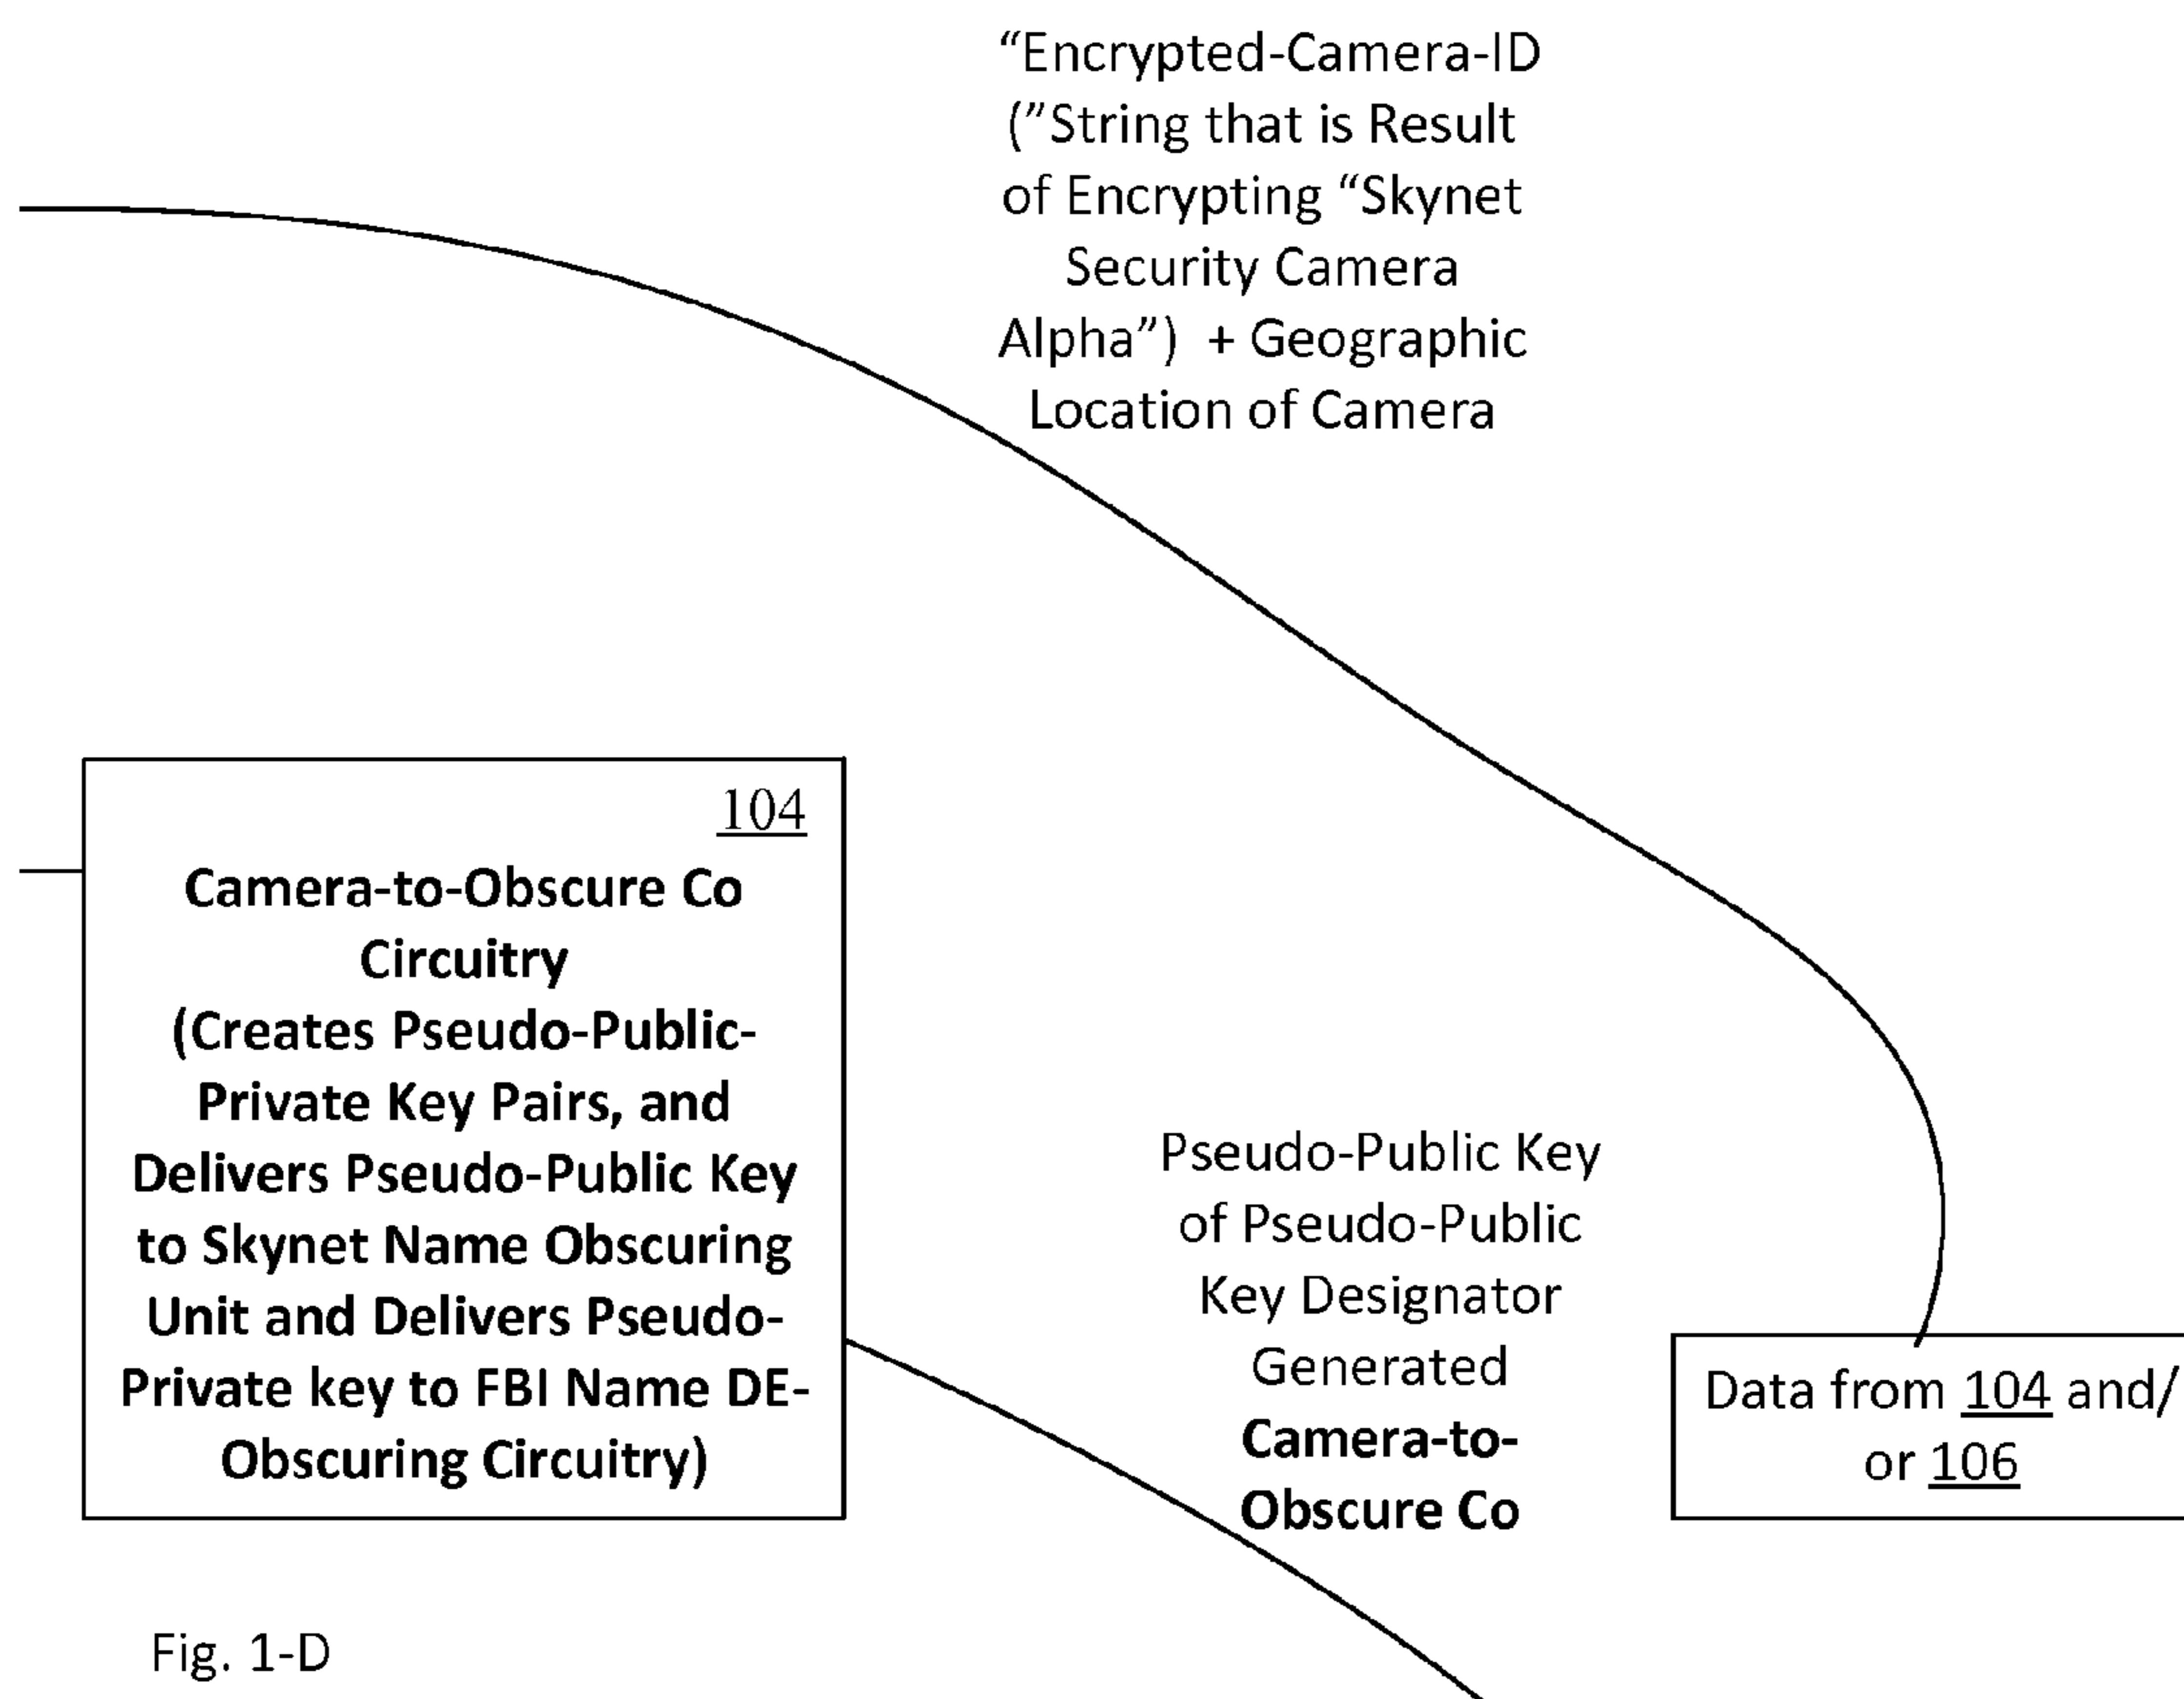 “Encrypted-Camera-ID
(”String that is Result
of Encrypting “Skynet
Security Camera
Alpha”) + Geographic
Location of Camera
104
Camera-to-Obscure Co
Circuitry
(Creates Pseudo-Public-
Private Key Pairs, and
Delivers Pseudo-Public Key
to Skynet Name Obscuring
Unit and Delivers Pseudo-
Private key to FBI Name DE-
Obscuring Circuitry)
Pseudo-Public Key
of Pseudo-Public
Key Designator
Generated
Camera-to-
Obscure Co
Data from 104 and/
or 106
Fig. 1-D